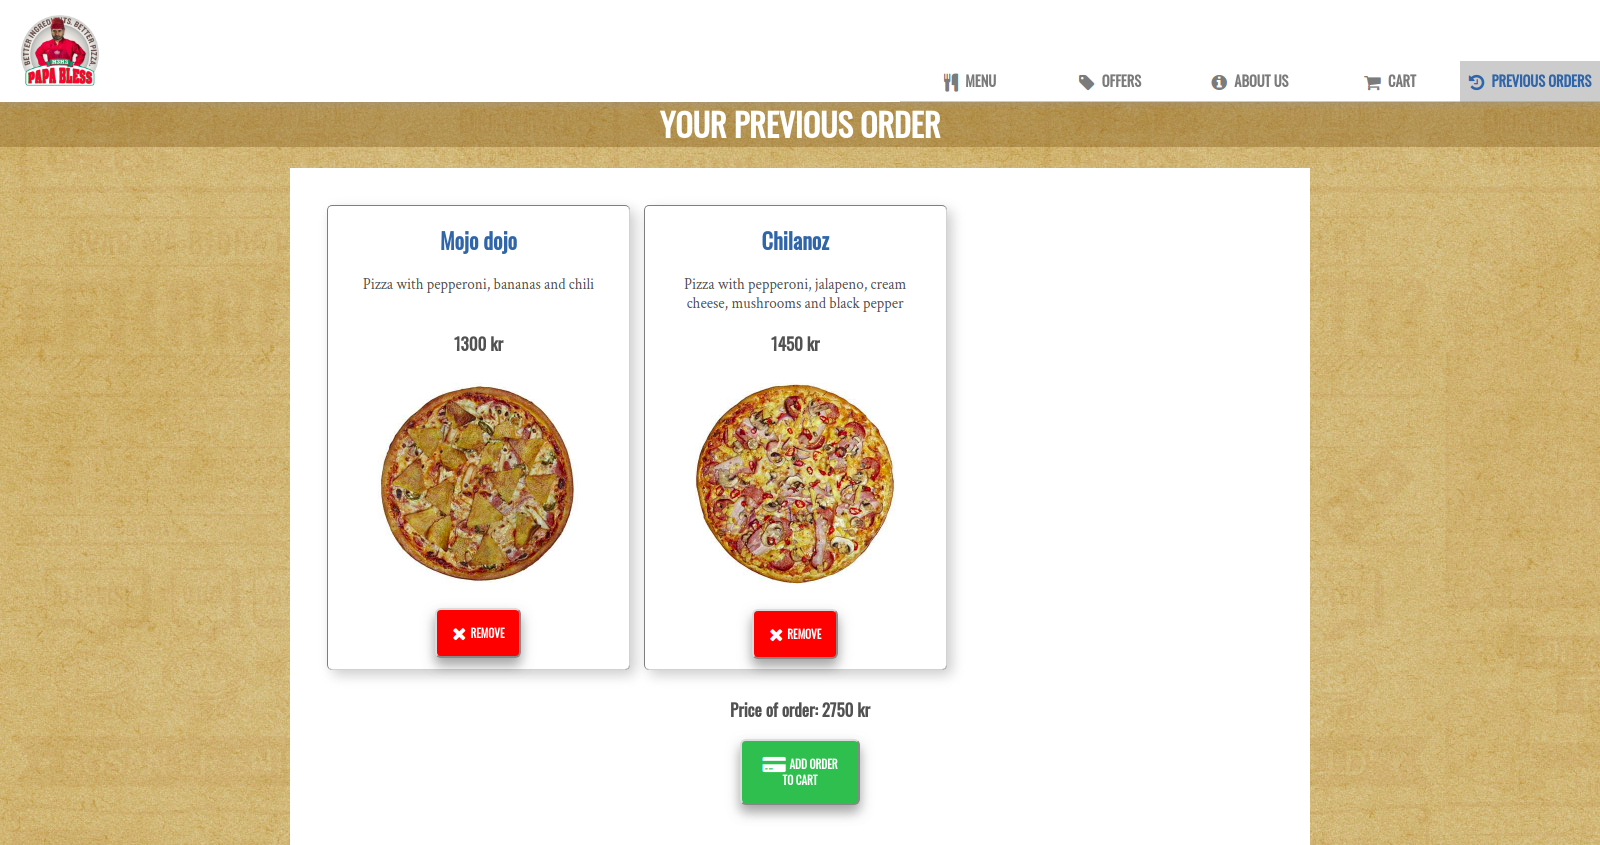 BETTER INGREDIENTS. BETTER PIZZA
PAPA BLESS
MENU
OFFERS
ABOUT US
CART
PREVIOUS ORDERS
YOUR PREVIOUS ORDER
Mojo dojo
Pizza with pepperoni, bananas and chili
1300 kr
REMOVE
Chilanoz
Pizza with pepperoni, jalapeno, cream
cheese, mushrooms and black pepper
1450 kr
REMOVE
Price of order: 2750 kr
ADD ORDER
TO CART